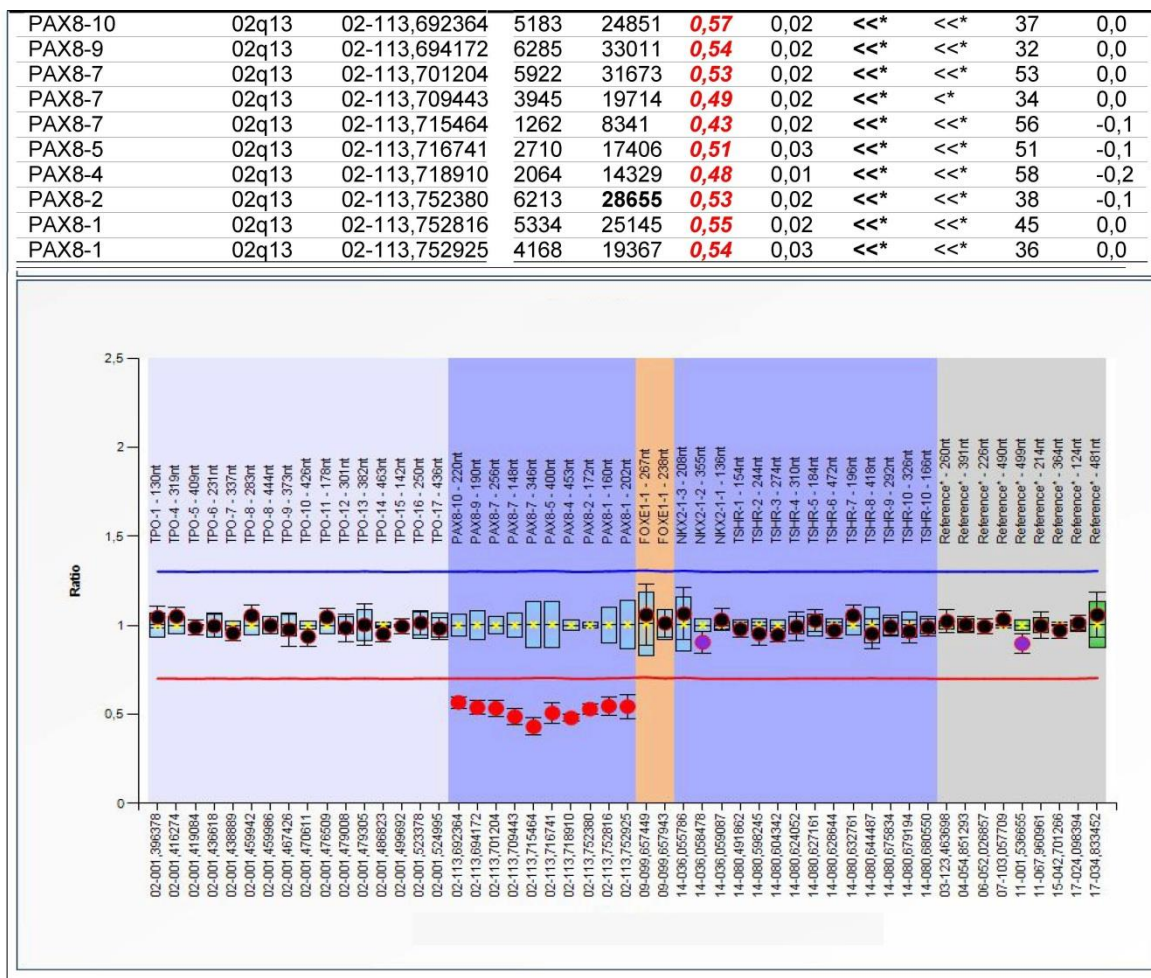 PAX8-10 02q13 02-113,692364 5183 24851 0,57 0,02 <<* <<* 37 0,0
PAX8-9 02q13 02-113,694172 6285 33011 0,54 0,02 <<* <<* 32 0,0
PAX8-7 02q13 02-113,701204 5922 31673 0,53 0,02 <<* <<* 53 0,0
PAX8-7 02q13 02-113,709443 3945 19714 0,49 0,02 <<* <* 34 0,0
PAX8-7 02q13 02-113,715464 1262 8341 0,43 0,02 <<* <<* 56 -0,1
PAX8-5 02q13 02-113,716741 2710 17406 0,51 0,03 <<* <<* 51 -0,1
PAX8-4 02q13 02-113,718910 2064 14329 0,48 0,01 <<* <<* 58 -0,2
PAX8-2 02q13 02-113,752380 6213 28655 0,53 0,02 <<* <<* 38 -0,1
PAX8-1 02q13 02-113,752816 5334 25145 0,55 0,02 <<* <<* 45 0,0
PAX8-1 02q13 02-113,752925 4168 19367 0,54 0,03 <<* <<* 36 0,0
Ratio
2,5
2
1,5
1
0,5
0
TPO-1 - 130nt
TPO-4 - 319nt
TPO-5 - 409nt
TPO-6 - 231nt
TPO-7 - 337nt
TPO-8 - 283nt
TPO-8 - 444nt
TPO-9 - 373nt
TPO-10 - 426nt
TPO-11 - 178nt
TPO-12 - 301nt
TPO-13 - 382nt
TPO-14 - 463nt
TPO-15 - 142nt
TPO-16 - 250nt
TPO-17 - 436nt
PAX8-10 - 220nt
PAX8-9 - 190nt
PAX8-7 - 256nt
PAX8-7 - 148nt
PAX8-7 - 346nt
PAX8-5 - 400nt
PAX8-4 - 453nt
PAX8-2 - 172nt
PAX8-1 - 160nt
PAX8-1 - 202nt
FOXE1-1 - 267nt
FOXE1-1 - 238nt
NKX2-1-3 - 208nt
NKX2-1-2 - 355nt
NKX2-1-1 - 136nt
TSHR-1 - 154nt
TSHR-2 - 244nt
TSHR-3 - 274nt
TSHR-4 - 310nt
TSHR-5 - 184nt
TSHR-6 - 472nt
TSHR-7 - 196nt
TSHR-8 - 418nt
TSHR-9 - 292nt
TSHR-10 - 326nt
TSHR-10 - 166nt
Reference* - 260nt
Reference* - 391nt
Reference* - 226nt
Reference* - 490nt
Reference* - 499nt
Reference* - 214nt
Reference* - 364nt
Reference* - 124nt
Reference* - 481nt
02-001,396378
02-001,416274
02-001,419084
02-001,436618
02-001,438889
02-001,459942
02-001,459986
02-001,467426
02-001,470611
02-001,476509
02-001,479008
02-001,479305
02-001,486823
02-001,499692
02-001,523378
02-001,524995
02-113,692364
02-113,694172
02-113,701204
02-113,709443
02-113,715464
02-113,716741
02-113,718910
02-113,752380
02-113,752816
02-113,752925
09-099,657449
09-099,657943
14-036,055786
14-036,058478
14-036,059087
14-080,491862
14-080,598245
14-080,604342
14-080,624052
14-080,627161
14-080,628644
14-080,632761
14-080,644487
14-080,675834
14-080,679194
14-080,680550
03-123,463698
04-054,851293
06-052,026857
07-103,057709
11-001,536655
11-067,960961
15-042,701266
17-024,098394
17-034,833452